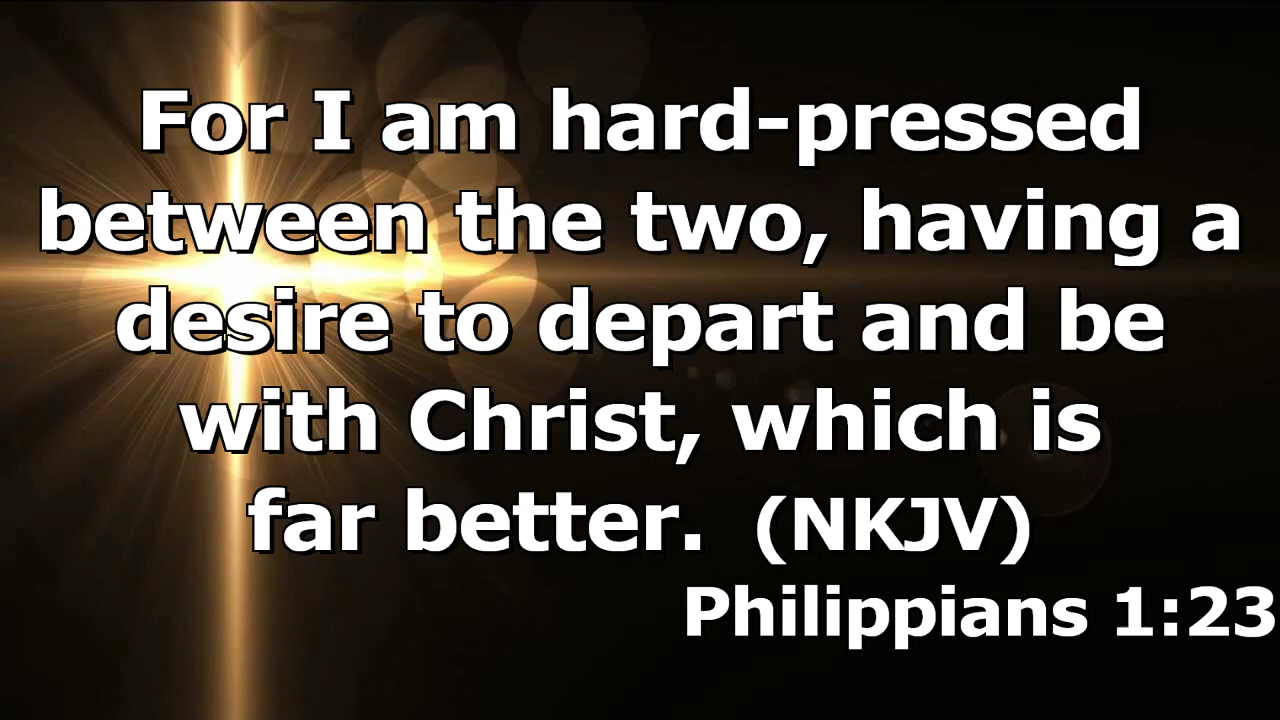 For I am hard-pressed
between the two, having a
desire to depart and be
with Christ, which is
far better. (NKJV)
Philippians 1:23